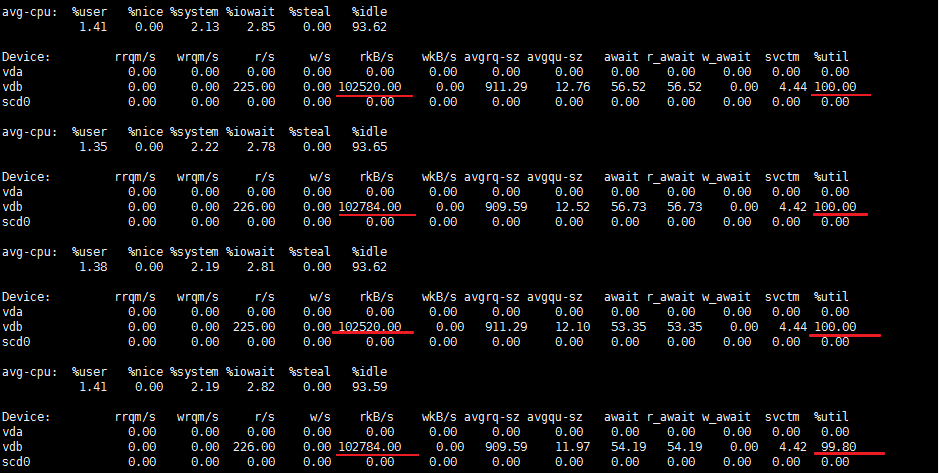 avg-cpu: %user %nice %system %iowait %steal %idle
1.41 0.00 2.13 2.85 0.00 93.62
Device: rrqm/s wrqm/s r/s w/s rkB/s wkB/s avgrq-sz avgqu-sz await r_await w_await svctm %util
vda 0.00 0.00 0.00 0.00 0.00 0.00 0.00 0.00 0.00 0.00 0.00 0.00 0.00
vdb 0.00 0.00 225.00 0.00 102520.00 0.00 911.29 12.76 56.52 56.52 0.00 4.44 100.00
scd0 0.00 0.00 0.00 0.00 0.00 0.00 0.00 0.00 0.00 0.00 0.00 0.00 0.00
avg-cpu: %user %nice %system %iowait %steal %idle
1.35 0.00 2.22 2.78 0.00 93.65
Device: rrqm/s wrqm/s r/s w/s rkB/s wkB/s avgrq-sz avgqu-sz await r_await w_await svctm %util
vda 0.00 0.00 0.00 0.00 0.00 0.00 0.00 0.00 0.00 0.00 0.00 0.00 0.00
vdb 0.00 0.00 226.00 0.00 102784.00 0.00 909.59 12.52 56.73 56.73 0.00 4.42 100.00
scd0 0.00 0.00 0.00 0.00 0.00 0.00 0.00 0.00 0.00 0.00 0.00 0.00 0.00
avg-cpu: %user %nice %system %iowait %steal %idle
1.38 0.00 2.19 2.81 0.00 93.62
Device: rrqm/s wrqm/s r/s w/s rkB/s wkB/s avgrq-sz avgqu-sz await r_await w_await svctm %util
vda 0.00 0.00 0.00 0.00 0.00 0.00 0.00 0.00 0.00 0.00 0.00 0.00 0.00
vdb 0.00 0.00 225.00 0.00 102520.00 0.00 911.29 12.10 53.35 53.35 0.00 4.44 100.00
scd0 0.00 0.00 0.00 0.00 0.00 0.00 0.00 0.00 0.00 0.00 0.00 0.00 0.00
avg-cpu: %user %nice %system %iowait %steal %idle
1.41 0.00 2.19 2.82 0.00 93.59
Device: rrqm/s wrqm/s r/s w/s rkB/s wkB/s avgrq-sz avgqu-sz await r_await w_await svctm %util
vda 0.00 0.00 0.00 0.00 0.00 0.00 0.00 0.00 0.00 0.00 0.00 0.00 0.00
vdb 0.00 0.00 226.00 0.00 102784.00 0.00 909.59 11.97 54.19 54.19 0.00 4.42 99.80
scd0 0.00 0.00 0.00 0.00 0.00 0.00 0.00 0.00 0.00 0.00 0.00 0.00 0.00